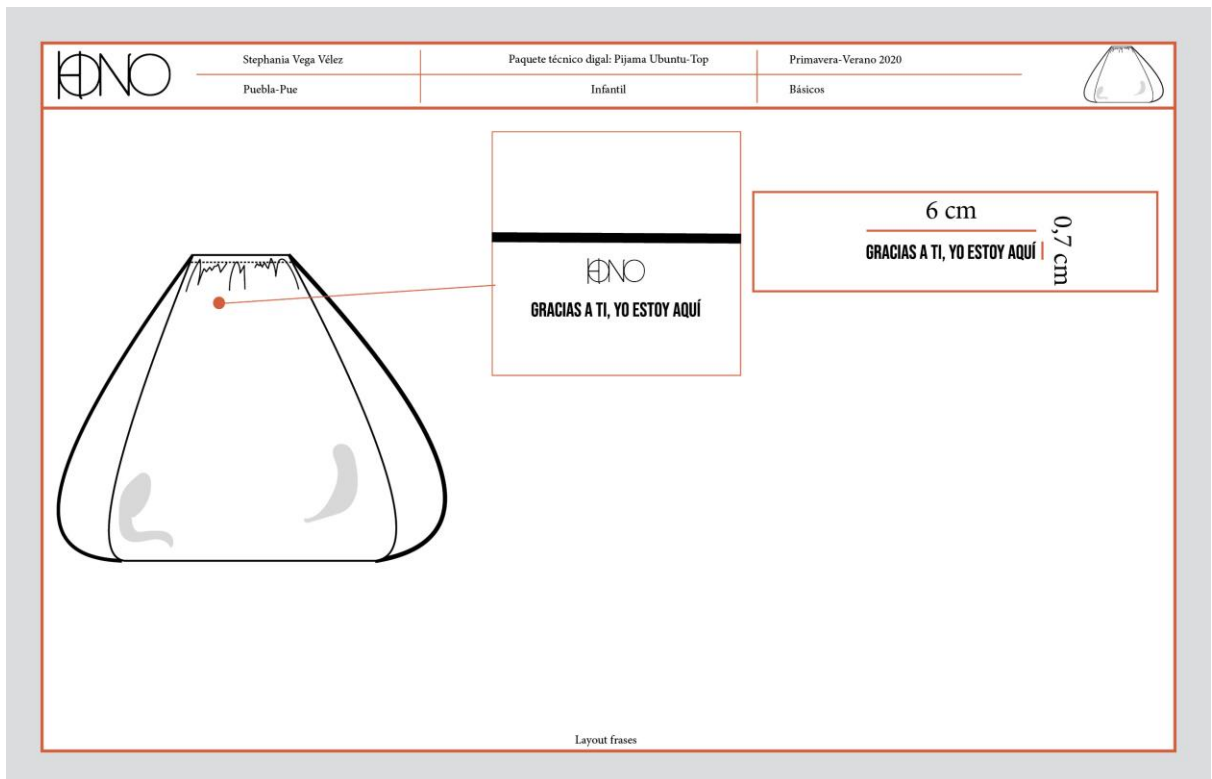 Stephania Vega Vélez
Paquete técnico digal: Pijama Ubuntu-Top
Primavera-Verano 2020
Puebla-Pue
Infantil
Básicos
6 cm
0,7 cm
GRACIAS A TI, YO ESTOY AQUÍ
GRACIAS A TI, YO ESTOY AQUÍ
Layout frases